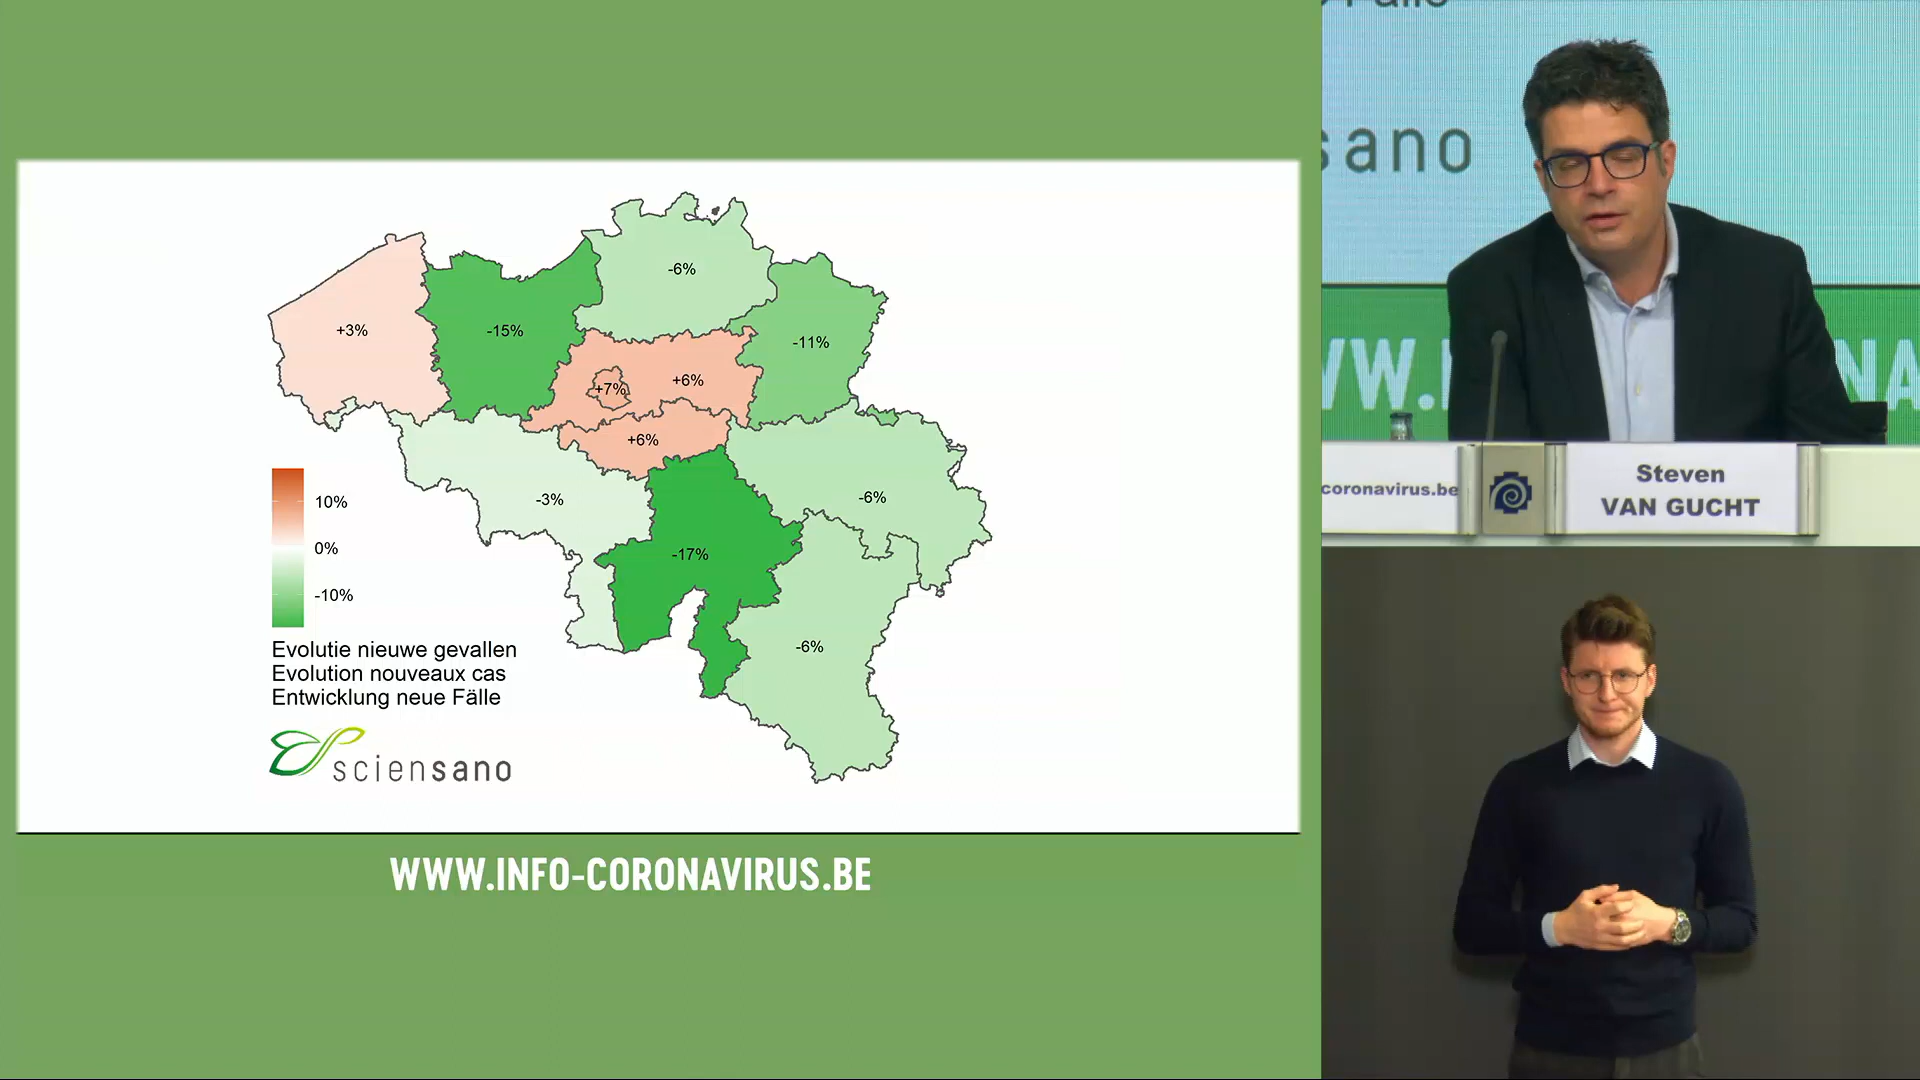 -6%
+3%
-15%
-11%
+7%
+6%
+6%
-3%
-6%
-17%
-6%
10%
0%
-10%
Evolutie nieuwe gevallen
Evolution nouveaux cas
Entwicklung neue Fälle
sciensano
WWW.INFO-CORONAVIRUS.BE
Fälle
sano
coronavirus.be
Steven
VAN GUCHT